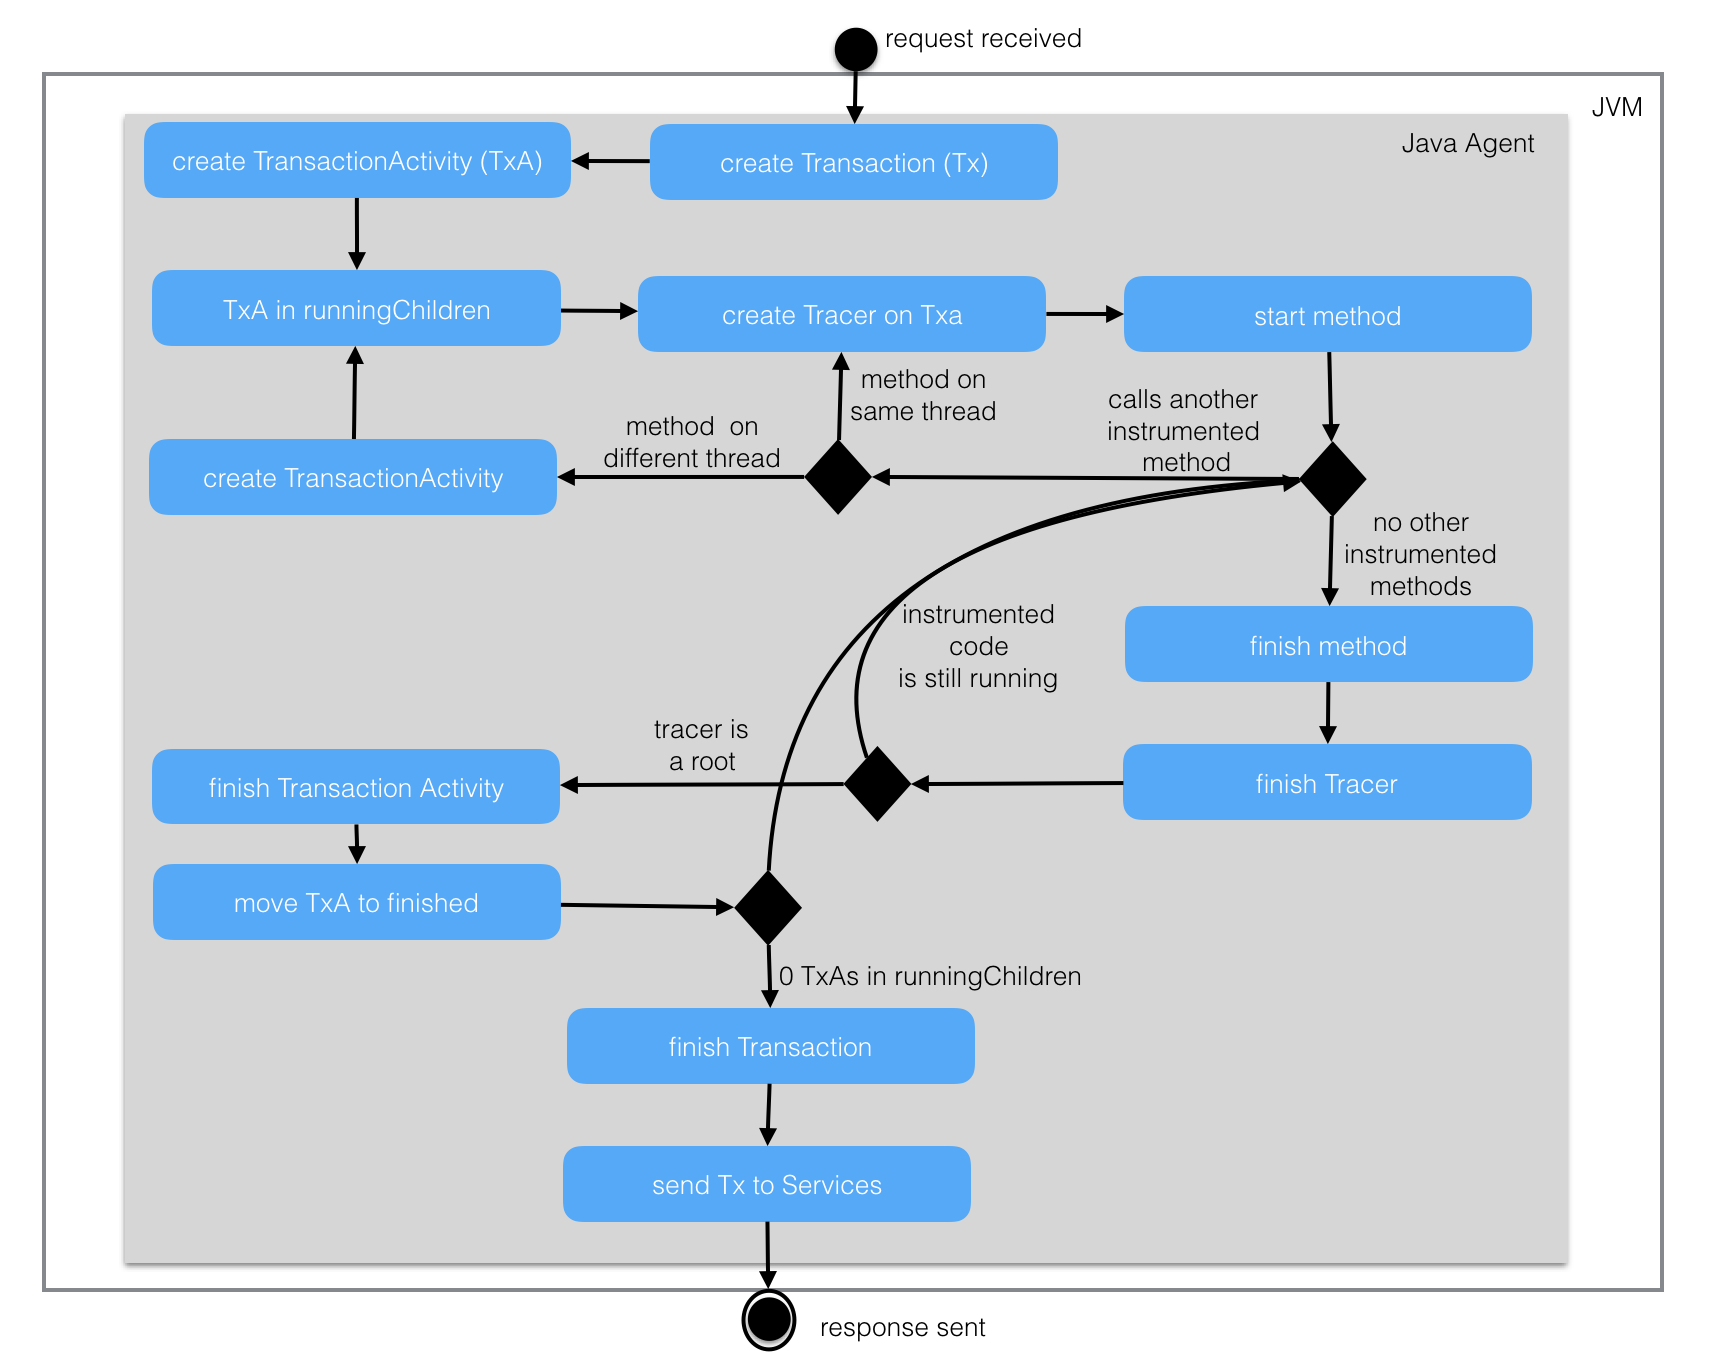 request received
JVM
Java Agent
create TransactionActivity (TxA)
create Transaction (Tx)
TxA in runningChildren
create Tracer on Txa
start method
method on
same thread
calls another
instrumented
method
method  on
different thread
create TransactionActivity
no other
instrumented
methods
instrumented
code
is still running
finish method
tracer is
a root
finish Transaction Activity
finish Tracer
move TxA to finished
0 TxAs in runningChildren
finish Transaction
send Tx to Services
response sent